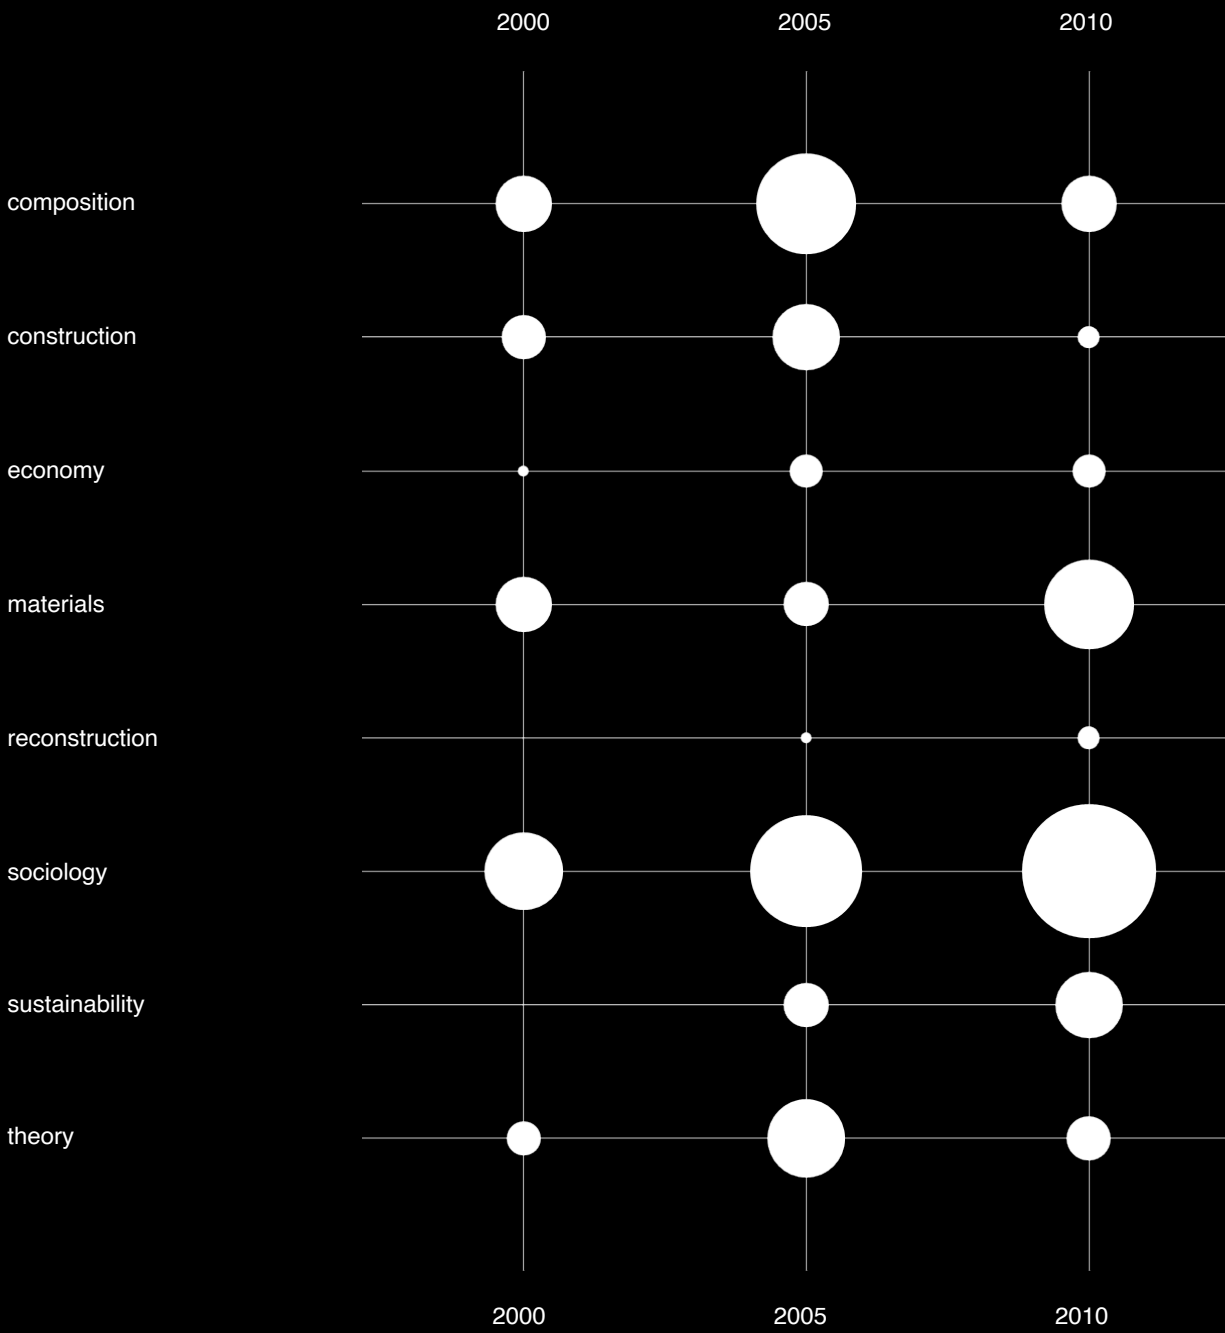 2000 2005 2010
composition
construction
economy
materials
reconstruction
sociology
sustainability
theory
2000 2005 2010